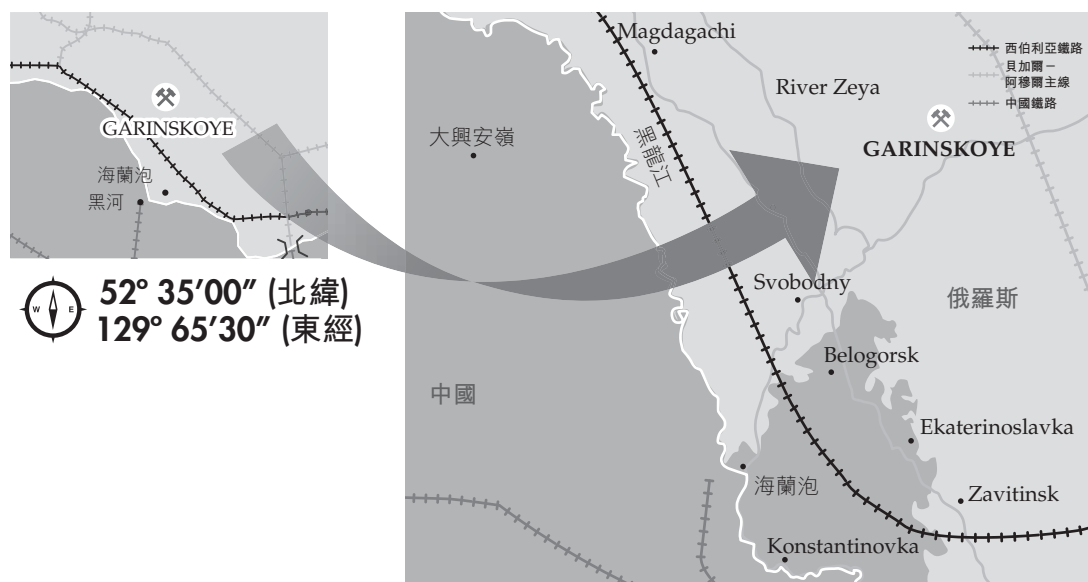 GARINSKOYE
海蘭泡
黑河
52° 35’00” (北緯)
129° 65’30” (東經)
W E
Magdagachi
River Zeya
西伯利亞鐵路
貝加爾－
阿穆爾主線
中國鐵路
大興安嶺
黑龍江
GARINSKOYE
Svobodny
俄羅斯
Belogorsk
中國
Ekaterinoslavka
海蘭泡
Zavitinsk
Konstantinovka